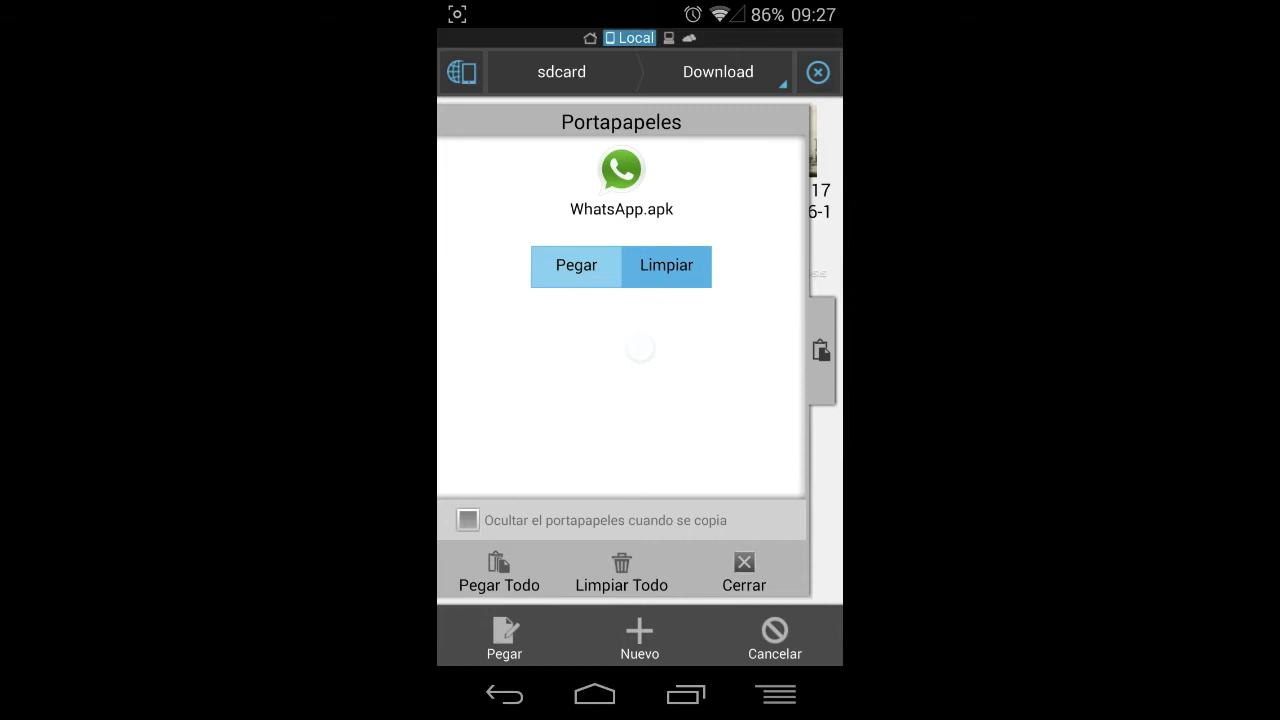 86% 09:27
Local
sdcard
Download
Portapapeles
17
WhatsApp.apk
6-1
Pegar
Limpiar
Ocultar el portapapeles cuando se copia
Pegar Todo
Limpiar Todo
Cerrar
Pegar
Nuevo
Cancelar